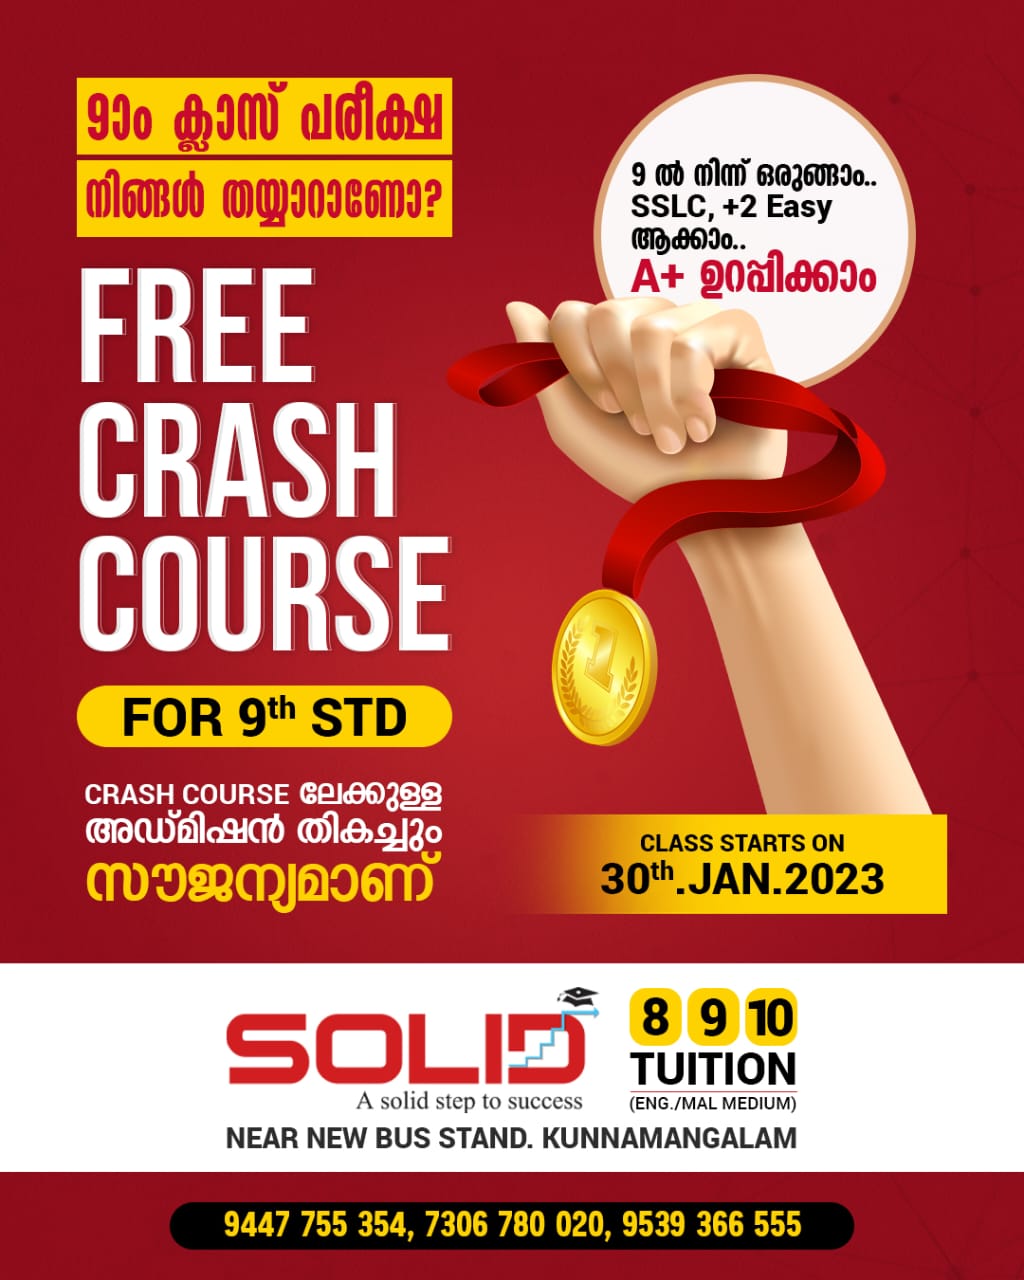 9ാം ക്ലാസ് പരീക്ഷ
നിങ്ങൾ തയ്യാറാണോ?
9 ൽ നിന്ന് ഒരുങ്ങാം..
SSLC, +2 Easy
ആക്കാം..
A+ ഉറപ്പിക്കാം
FREE
CRASH
COURSE
FOR 9th STD
CRASH COURSE ലേക്കുള്ള
അഡ്മിഷൻ തികച്ചും
സൗജന്യമാണ്
1
CLASS STARTS ON
30th.JAN.2023
SOLID
A solid step to success
8 9 10
TUITION
(ENG./MAL MEDIUM)
NEAR NEW BUS STAND. KUNNAMANGALAM
9447 755 354, 7306 780 020, 9539 366 555